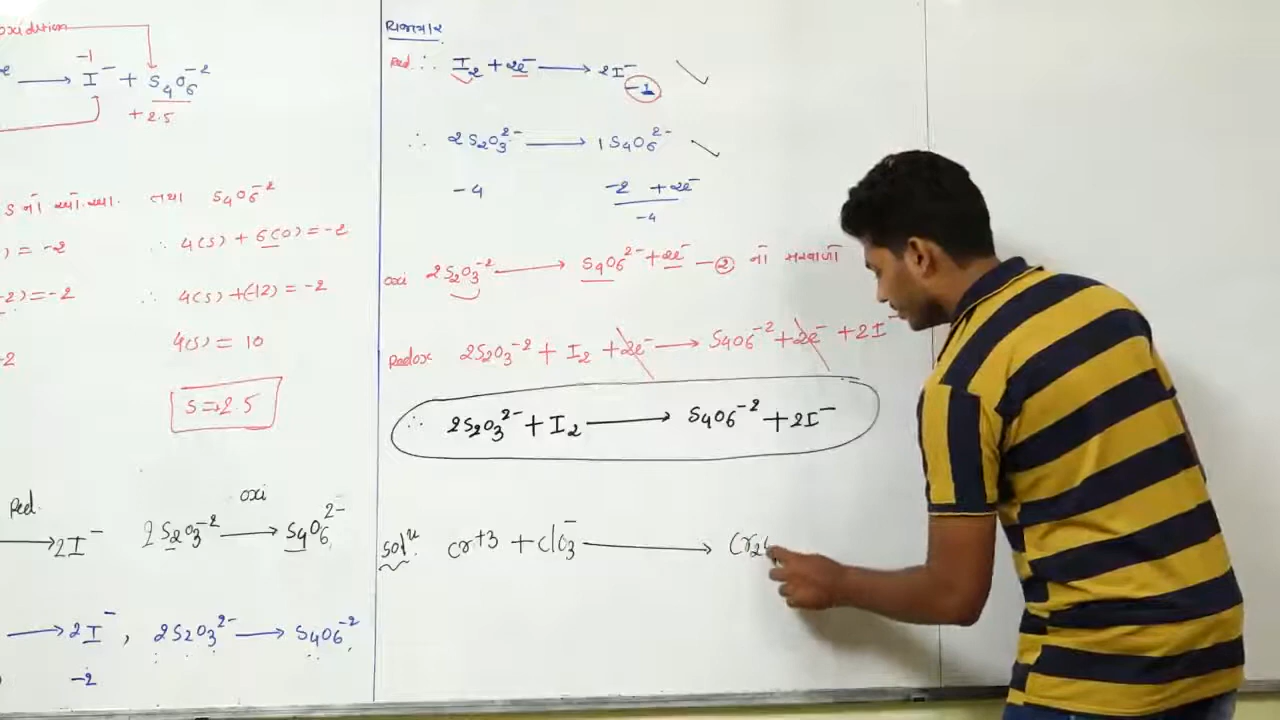 oxidation
-1
⟶ I⁻ + S₄O₆⁻²
+2.5
S નો ઓ.આ. તથા S₄O₆⁻²
) = -2 ∴ 4(S) + 6(O) = -2
-2) = -2 ∴ 4(S) + (-12) = -2
-2 4(S) = 10
S = +2.5
Red. oxi
⟶ 2I⁻ 2S₂O₃⁻² ⟶ S₄O₆²⁻
⟶ 2I⁻ , 2S₂O₃²⁻ ⟶ S₄O₆⁻²
-2
Red ∴ I₂ + 2e⁻ ⟶ 2I⁻
-1
∴ 2S₂O₃²⁻ ⟶ 1S₄O₆²⁻
-4 -2 + 2e⁻
-4
oxi 2S₂O₃⁻² ⟶ S₄O₆²⁻ + 2e⁻ - ② નો સરવાળો
Redox 2S₂O₃⁻² + I₂ + 2e⁻ ⟶ S₄O₆⁻² + 2e⁻ + 2I⁻
∴ 2S₂O₃²⁻ + I₂ ⟶ S₄O₆⁻² + 2I⁻
Solⁿ. Cr⁺³ + ClO₃⁻ ⟶ Cr₂